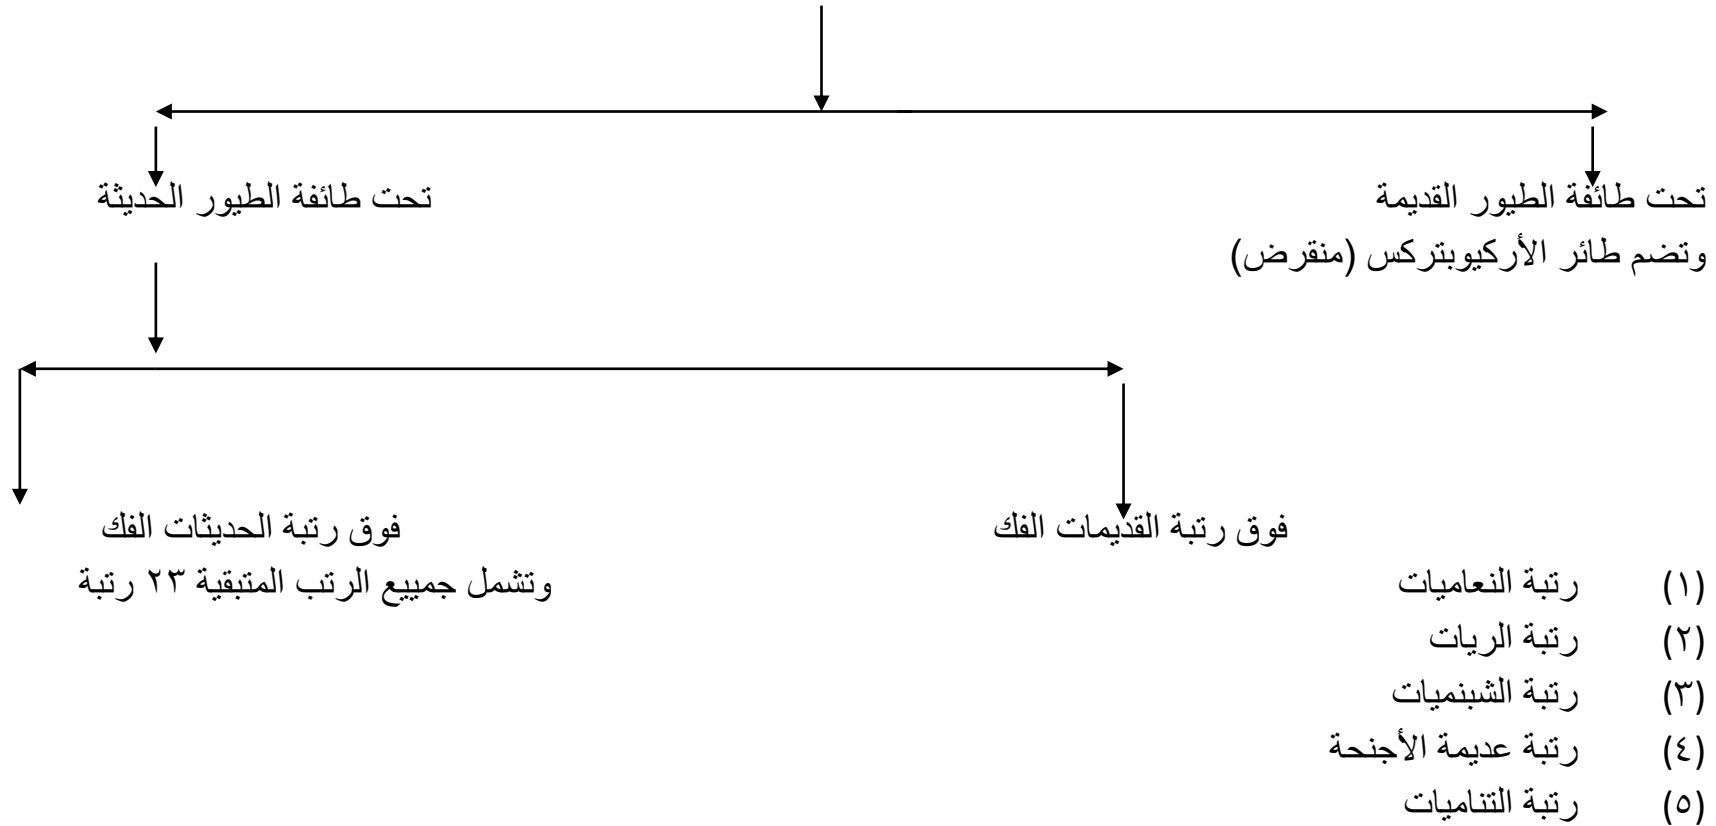 تحت طائفة الطيور القديمة
وتضم طائر الأركيوبتركس (منقرض)
تحت طائفة الطيور الحديثة
فوق رتبة القديمات الفك
(١) رتبة النعاميات
(٢) رتبة الريات
(٣) رتبة الشبنميات
(٤) رتبة عديمة الأجنحة
(٥) رتبة التناميات
فوق رتبة الحديثات الفك
وتشمل جمييع الرتب المتبقية ٢٣ رتبة